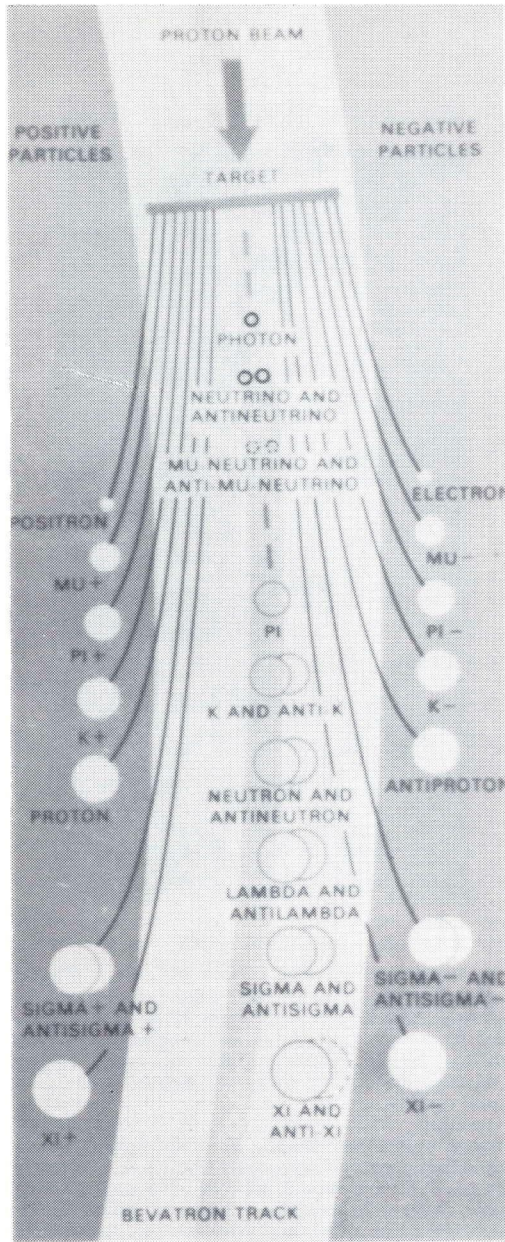 PROTON BEAM
POSITIVE
PARTICLES
NEGATIVE
PARTICLES
TARGET
PHOTON
NEUTRINO AND
ANTINEUTRINO
MU-NEUTRINO AND
ANTI-MU-NEUTRINO
POSITRON
ELECTRON
MU+
MU-
PI+
PI
PI-
K+
K AND ANTI-K
K-
PROTON
NEUTRON AND
ANTINEUTRON
ANTIPROTON
LAMBDA AND
ANTILAMBDA
SIGMA+ AND
ANTISIGMA+
SIGMA AND
ANTISIGMA
SIGMA- AND
ANTISIGMA-
XI+
XI AND
ANTI-XI
XI-
BEVATRON TRACK